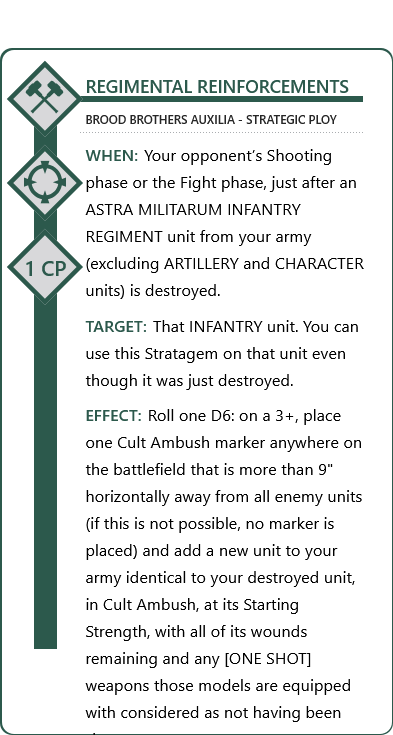 REGIMENTAL REINFORCEMENTS
BROOD BROTHERS AUXILIA - STRATEGIC PLOY
WHEN: Your opponent's Shooting
phase or the Fight phase, just after an
ASTRA MILITARUM INFANTRY
REGIMENT unit from your army
(excluding ARTILLERY and CHARACTER
units) is destroyed.
1 CP
TARGET: That INFANTRY unit. You can
use this Stratagem on that unit even
though it was just destroyed.
EFFECT: Roll one D6: on a 3+, place
one Cult Ambush marker anywhere on
the battlefield that is more than 9"
horizontally away from all enemy units
(if this is not possible, no marker is
placed) and add a new unit to your
army identical to your destroyed unit,
in Cult Ambush, at its Starting
Strength, with all of its wounds
remaining and any [ONE SHOT]
weapons those models are equipped
with considered as not having been